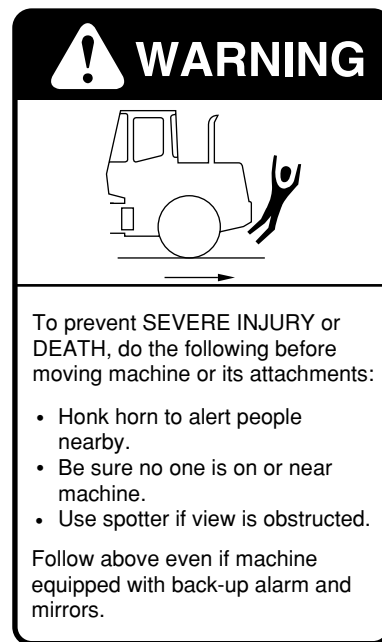 WARNING
To prevent SEVERE INJURY or
DEATH, do the following before
moving machine or its attachments:
• Honk horn to alert people
nearby.
• Be sure no one is on or near
machine.
• Use spotter if view is obstructed.
Follow above even if machine
equipped with back-up alarm and
mirrors.